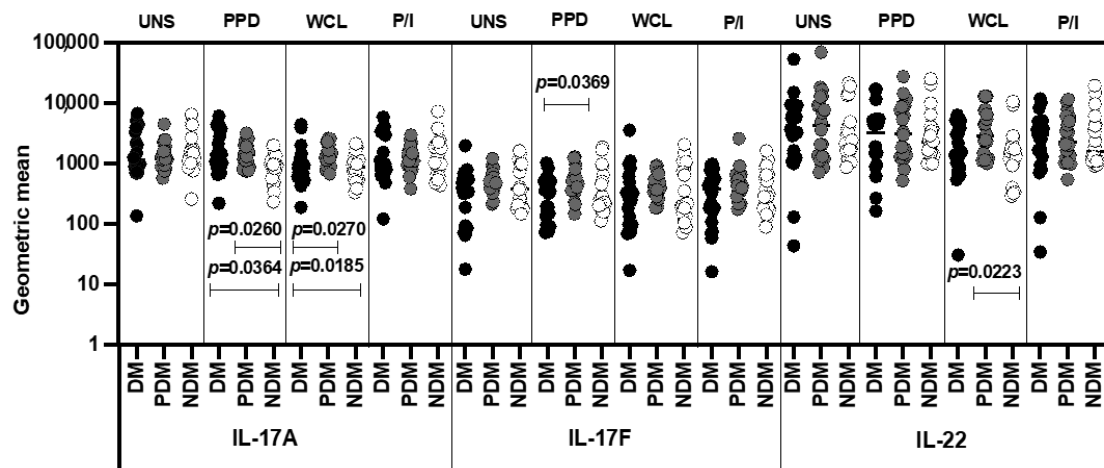 UNS PPD WCL P/I UNS PPD WCL P/I UNS PPD WCL P/I
100,000
10,000
1000
100
10
1
Geometric mean
p=0.0369
p=0.0260
p=0.0270
p=0.0364
p=0.0185
p=0.0223
DM PDM NDM DM PDM NDM DM PDM NDM DM PDM NDM DM PDM NDM DM PDM NDM DM PDM NDM DM PDM NDM DM PDM NDM DM PDM NDM DM PDM NDM DM PDM NDM
IL-17A IL-17F IL-22